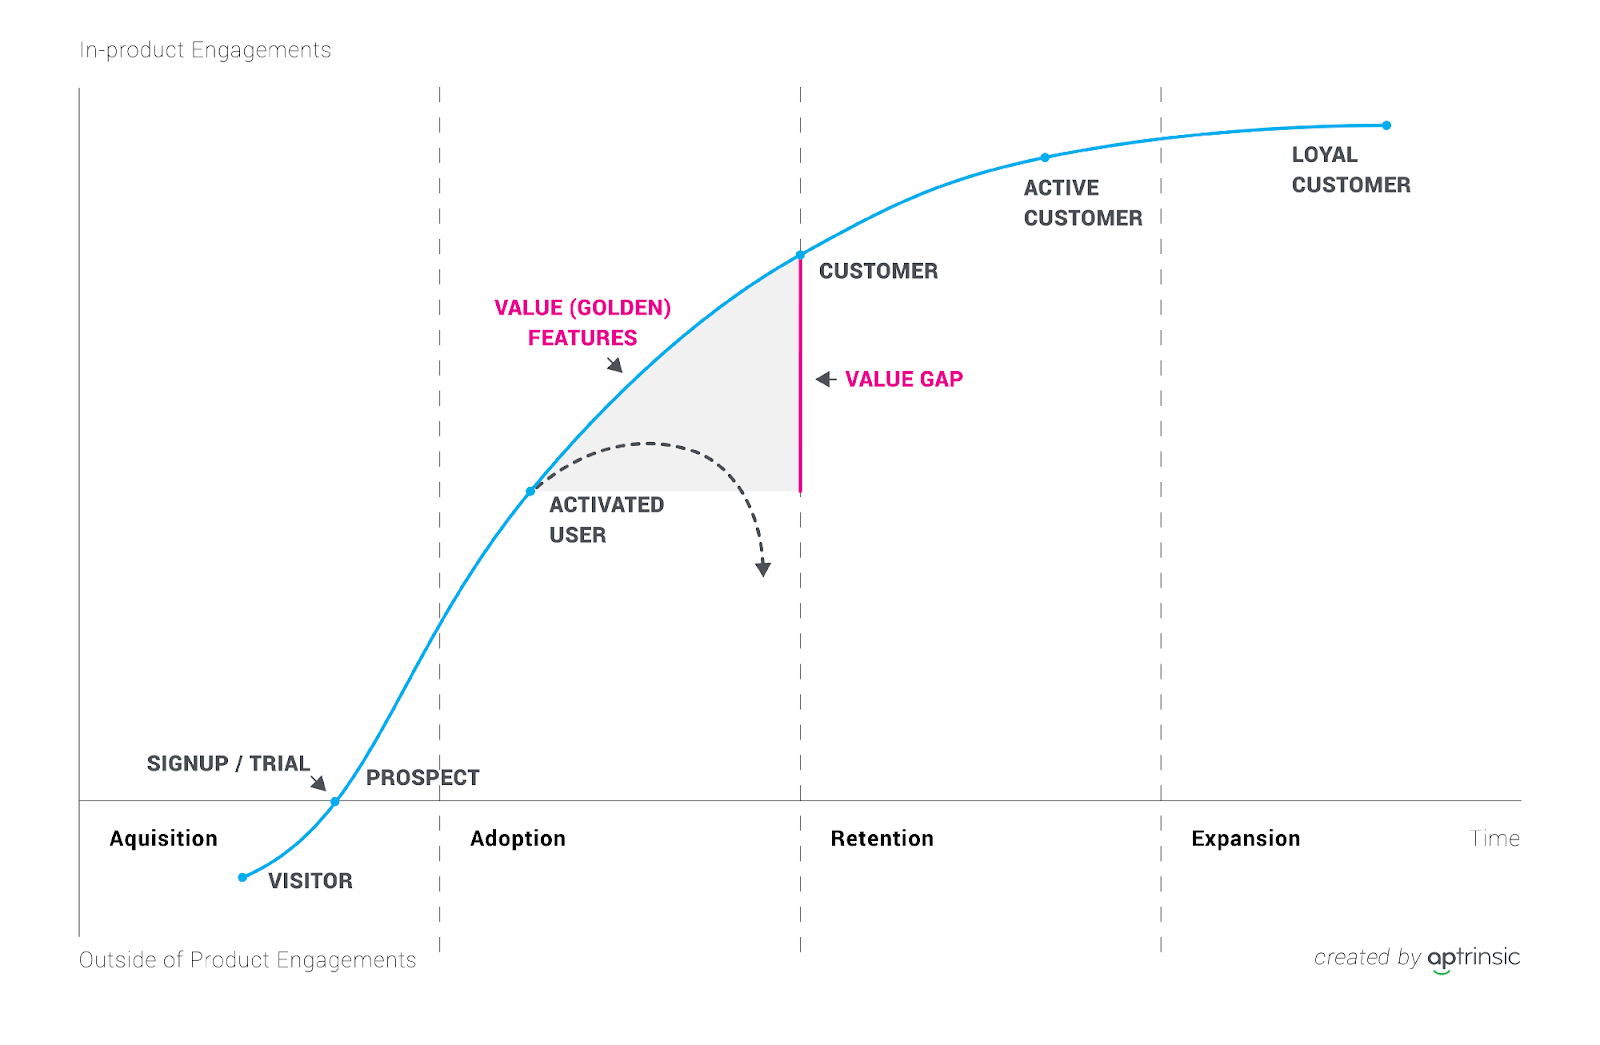 In-product Engagements
LOYAL
CUSTOMER
ACTIVE
CUSTOMER
CUSTOMER
VALUE (GOLDEN)
FEATURES
VALUE GAP
ACTIVATED
USER
SIGNUP / TRIAL
PROSPECT
Aquisition
Adoption
Retention
Expansion
Time
VISITOR
Outside of Product Engagements
created by aptrinsic